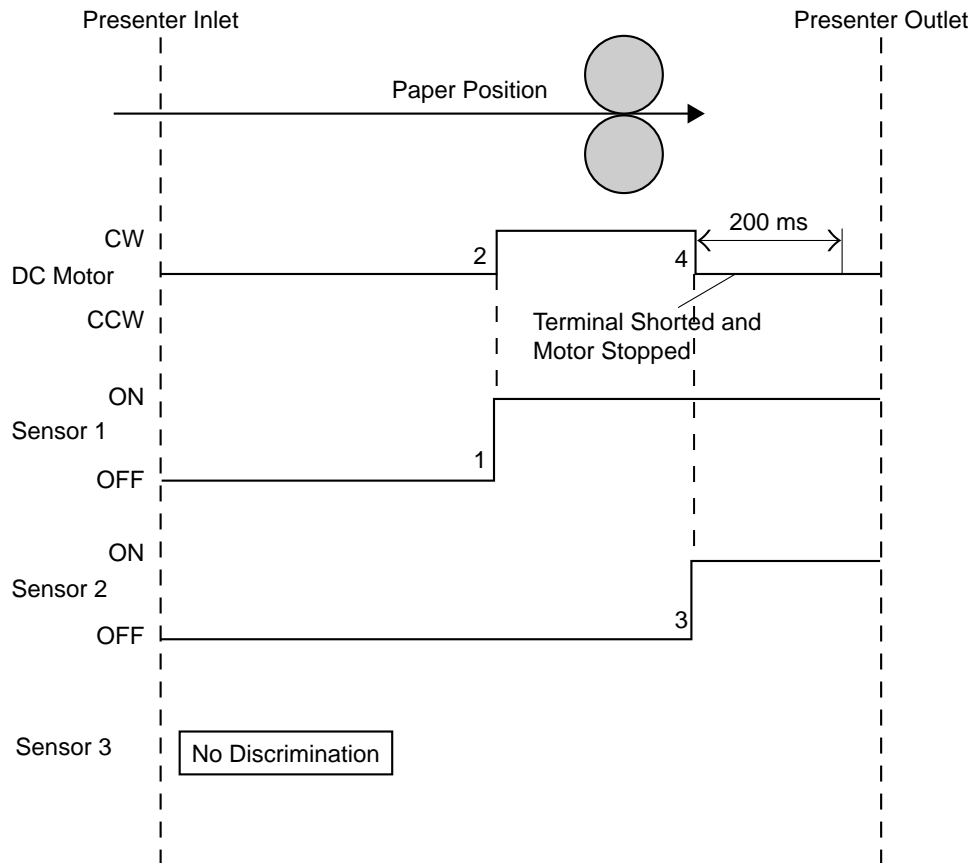 Presenter Inlet
Presenter Outlet
Paper Position
CW
2
4
200 ms
DC Motor
CCW
Terminal Shorted and
Motor Stopped
ON
Sensor 1
1
OFF
ON
Sensor 2
3
OFF
Sensor 3
No Discrimination